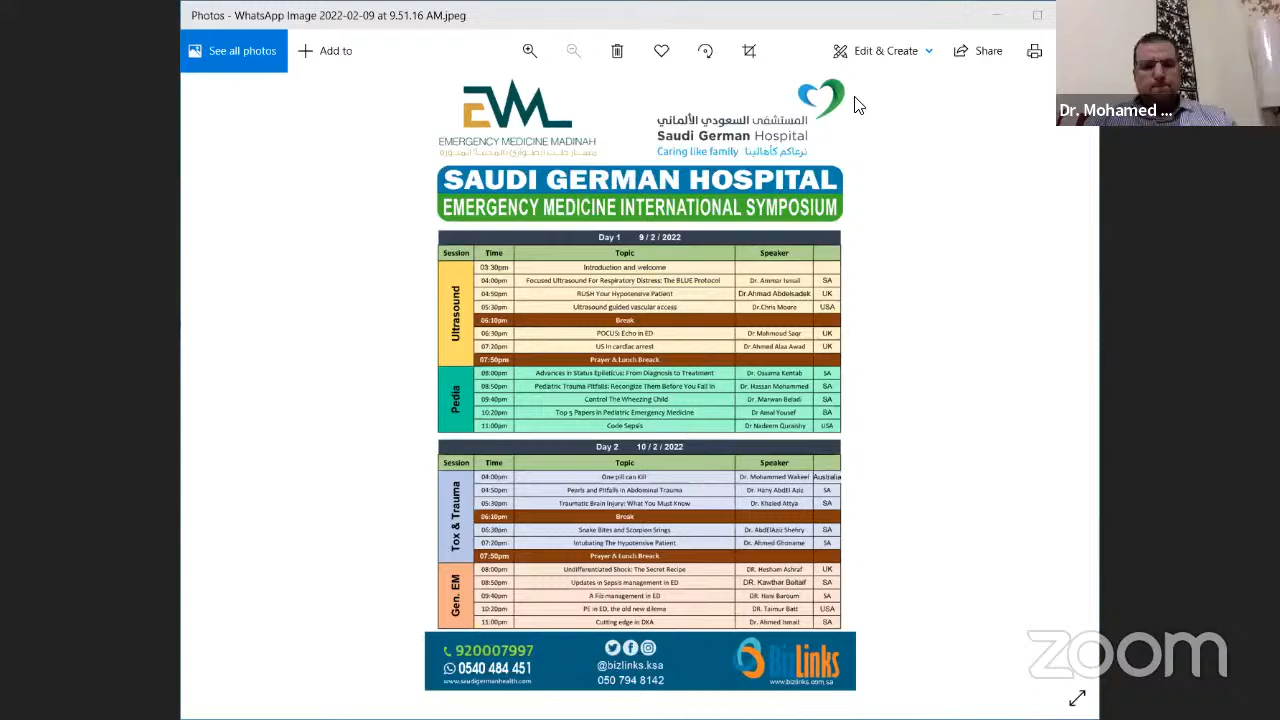 Photos - WhatsApp Image 2022-02-09 at 9.51.16 AM.jpeg
See all photos
Add to
Edit & Create
Share
Dr. Mohamed ...
EMERGENCY MEDICINE MADINAH
المستشفى السعودي الألماني
Saudi German Hospital
Caring like family نرعاكم كأهالينا
SAUDI GERMAN HOSPITAL
EMERGENCY MEDICINE INTERNATIONAL SYMPOSIUM
Day 1 9 / 2 / 2022
Session Time Topic Speaker
Ultrasound
03:30pm Introduction and welcome
04:00pm Focused Ultrasound For Respiratory Distress: The BLUE Protocol Dr. Ammar Ismail SA
04:50pm RUSH Your Hypotensive Patient Dr.Ahmad Abdelsadek UK
05:30pm Ultrasound guided vascular access Dr.Chris Moore USA
06:10pm Break
06:30pm POCUS: Echo in ED Dr.Mahmoud Saqr UK
07:20pm US in cardiac arrest Dr.Ahmed Alaa Awad UK
07:50pm Prayer & Lunch Breack
Pedia
08:00pm Advances in Status Epileticus: From Diagnosis to Treatment Dr. Ossama Kentab SA
08:50pm Pediatric Trauma Pitfalls: Recongize Them Before You Fall In Dr. Hassan Mohammed SA
09:40pm Control The Wheezing Child Dr. Marwan Beladi SA
10:20pm Top 5 Papers in Pediatric Emergency Medicine Dr Amal Yousef SA
11:00pm Code Sepsis Dr Nadeem Quraishy USA
Day 2 10 / 2 / 2022
Session Time Topic Speaker
Tox & Trauma
04:00pm One pill can Kill Dr. Mohammed Wakeel Australia
04:50pm Pearls and Pitfalls in Abdominal Trauma Dr. Hany AbdEl Aziz SA
05:30pm Traumatic Brain Injury: What You Must Know Dr. Khaled Attya SA
06:10pm Break
06:30pm Snake Bites and Scorpion Stings Dr. AbdElAziz Shehry SA
07:20pm Intubating The Hypotensive Patient Dr. Ahmed Ghoname SA
07:50pm Prayer & Lunch Breack
Gen. EM
08:00pm Undifferentiated Shock: The Secret Recipe DR. Hesham Ashraf UK
08:50pm Updates in Sepsis management in ED DR. Kawthar Boltaif SA
09:40pm A Fib management in ED DR. Hani Baroum SA
10:20pm PE in ED, the old new dileme DR. Taimur Batt USA
11:00pm Cutting edge in DKA Dr. Ahmed Ismail SA
920007997
0540 484 451
www.saudigermanhealth.com
@bizlinks.ksa
050 794 8142
BizLinks
www.bizlinks.com.sa
zoom